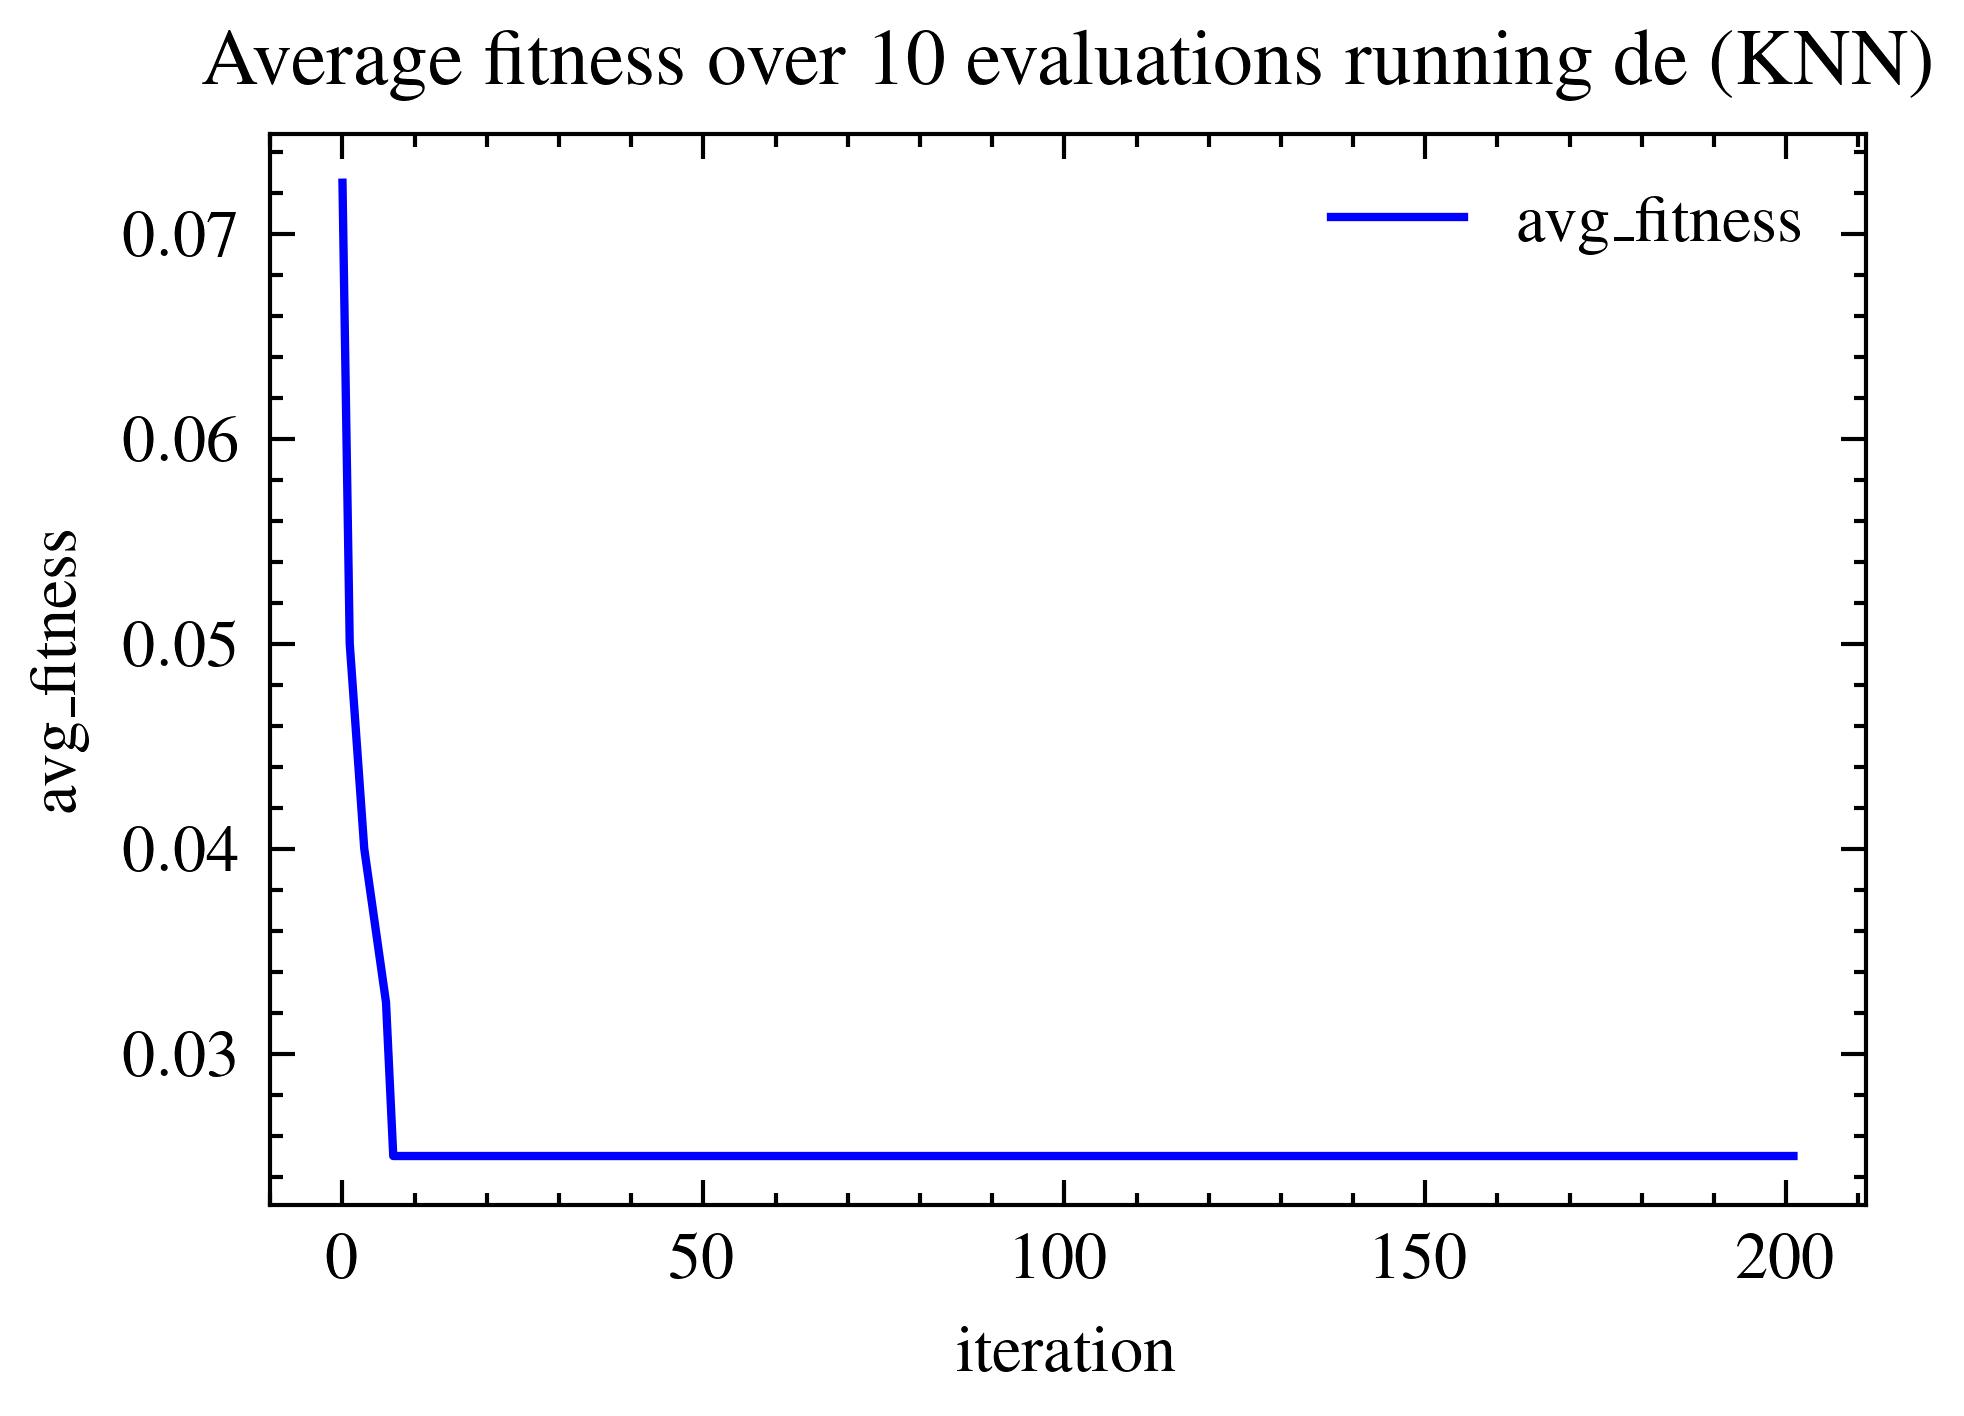 Average fitness over 10 evaluations running de (KNN)
avg_fitness
0.07
0.06
0.05
0.04
0.03
avg_fitness
0
50
100
150
200
iteration